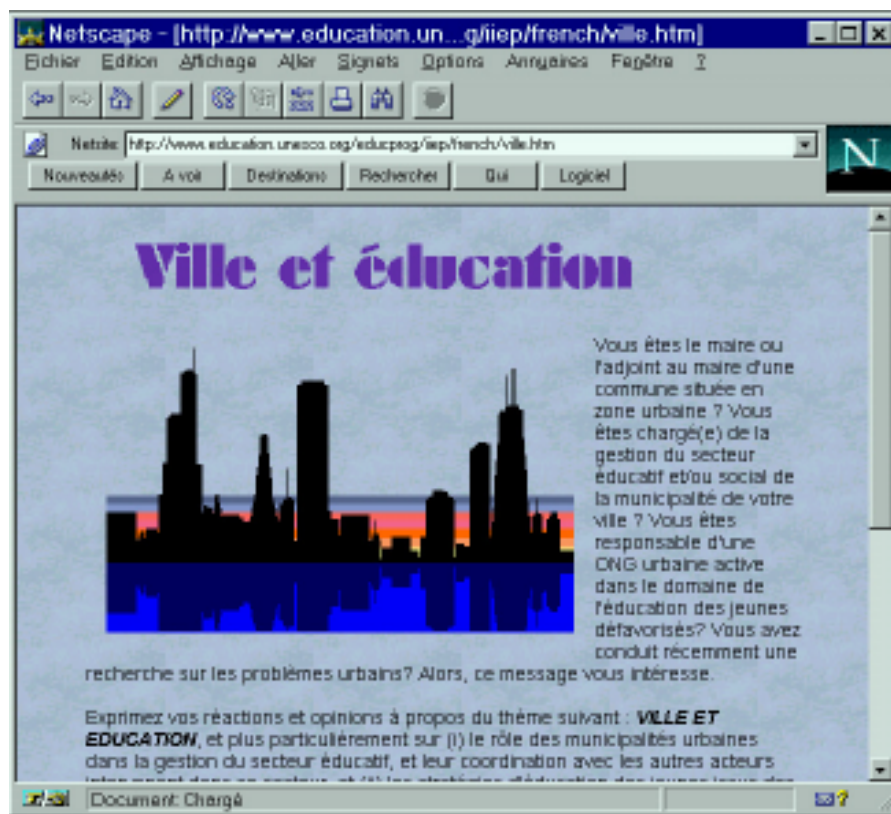 Netscape - [http://www.education.un...g/iiep/french/ville.htm]
Fichier Edition Affichage Aller Signets Options Annuaires Fenêtre ?
Netsite: http://www.education.unesco.org/educprog/iiep/french/ville.htm
N
Nouveautés A voir Destinations Rechercher Qui Logiciel
Ville et éducation
Vous êtes le maire ou
l'adjoint au maire d'une
commune située en
zone urbaine ? Vous
êtes chargé(e) de la
gestion du secteur
éducatif et/ou social de
la municipalité de votre
ville ? Vous êtes
responsable d'une
ONG urbaine active
dans le domaine de
l'éducation des jeunes
défavorisés? Vous avez
conduit récemment une
recherche sur les problèmes urbains? Alors, ce message vous intéresse.
Exprimez vos réactions et opinions à propos du thème suivant : VILLE ET
EDUCATION, et plus particulièrement sur (i) le rôle des municipalités urbaines
dans la gestion du secteur éducatif, et leur coordination avec les autres acteurs
Document: Chargé